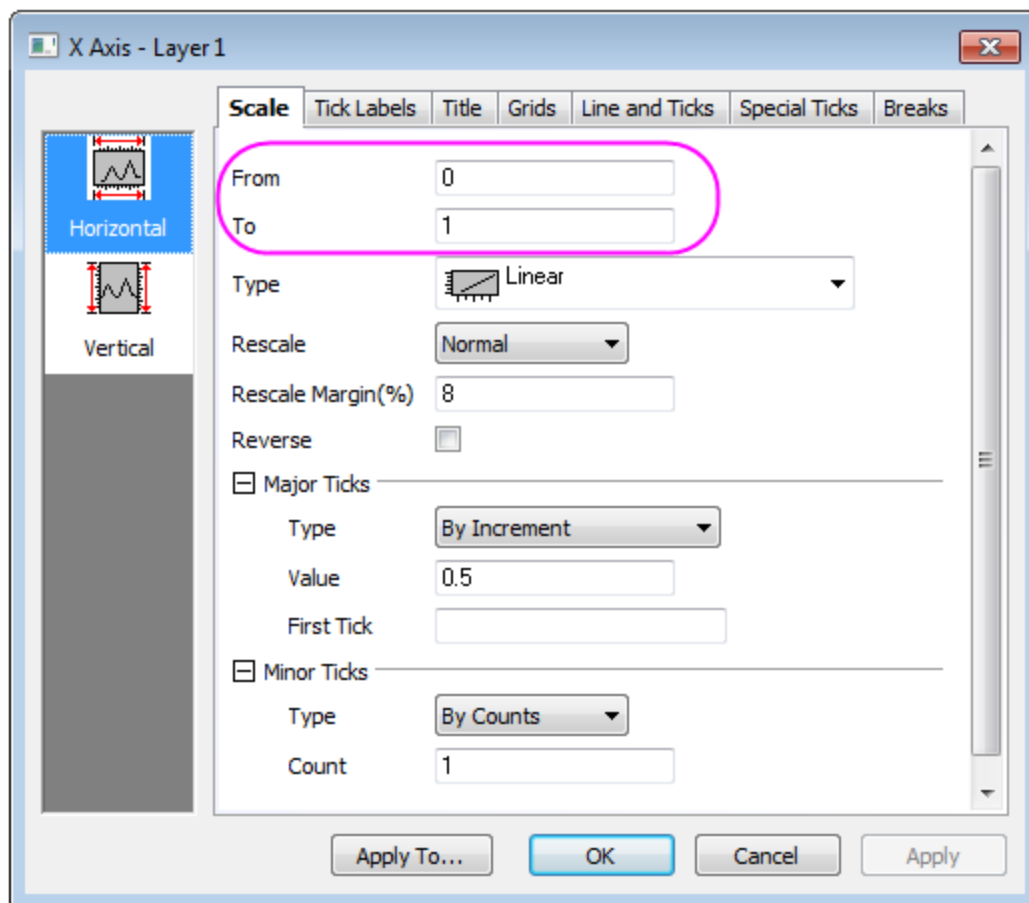 X Axis - Layer 1
Scale Tick Labels Title Grids Line and Ticks Special Ticks Breaks
Horizontal
Vertical
From 0
To 1
Type Linear
Rescale Normal
Rescale Margin(%) 8
Reverse
Major Ticks
Type By Increment
Value 0.5
First Tick
Minor Ticks
Type By Counts
Count 1
Apply To... OK Cancel Apply